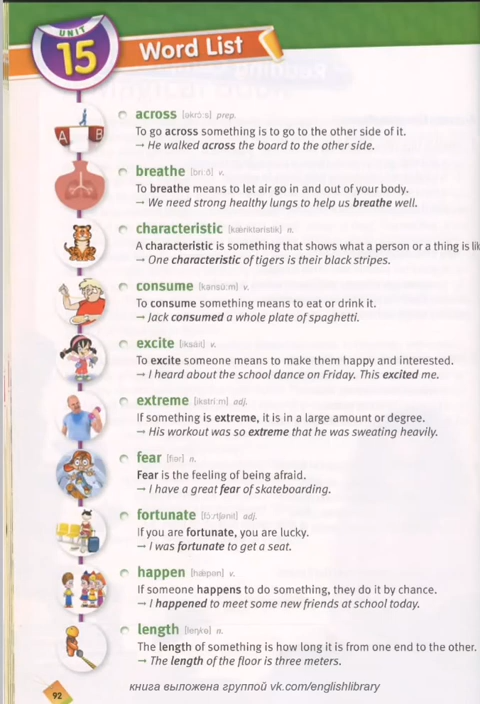 UNIT
15
Word List
across [əkrɔ́ːs] prep.
To go across something is to go to the other side of it.
→ He walked across the board to the other side.
A B
breathe [briːð] v.
To breathe means to let air go in and out of your body.
→ We need strong healthy lungs to help us breathe well.
characteristic [kæ̀riktərístik] n.
A characteristic is something that shows what a person or a thing is lik
→ One characteristic of tigers is their black stripes.
consume [kənsúːm] v.
To consume something means to eat or drink it.
→ Jack consumed a whole plate of spaghetti.
excite [iksáit] v.
To excite someone means to make them happy and interested.
→ I heard about the school dance on Friday. This excited me.
extreme [ikstríːm] adj.
If something is extreme, it is in a large amount or degree.
→ His workout was so extreme that he was sweating heavily.
fear [fiər] n.
Fear is the feeling of being afraid.
→ I have a great fear of skateboarding.
fortunate [fɔ́ːrtʃənit] adj.
If you are fortunate, you are lucky.
→ I was fortunate to get a seat.
happen [hǽpən] v.
If someone happens to do something, they do it by chance.
→ I happened to meet some new friends at school today.
length [leŋkθ] n.
The length of something is how long it is from one end to the other.
→ The length of the floor is three meters.
92
книга выложена группой vk.com/englishlibrary